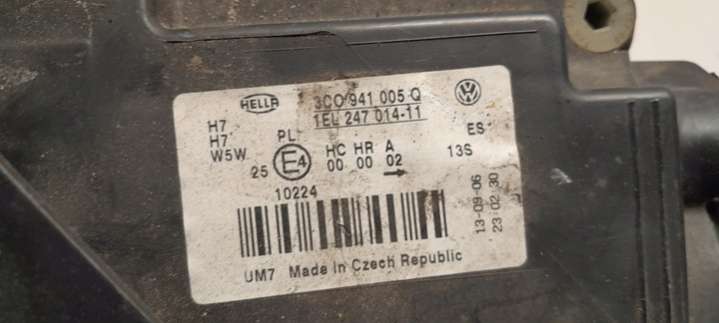 HELLA 3C0 941 005 Q
1EL 247 014-11
H7
H7
W5W
PL
ES
25 E4 HC HR A
00 00 02
13S
10224
13-09-06
23 02 30
UM7 Made in Czech Republic